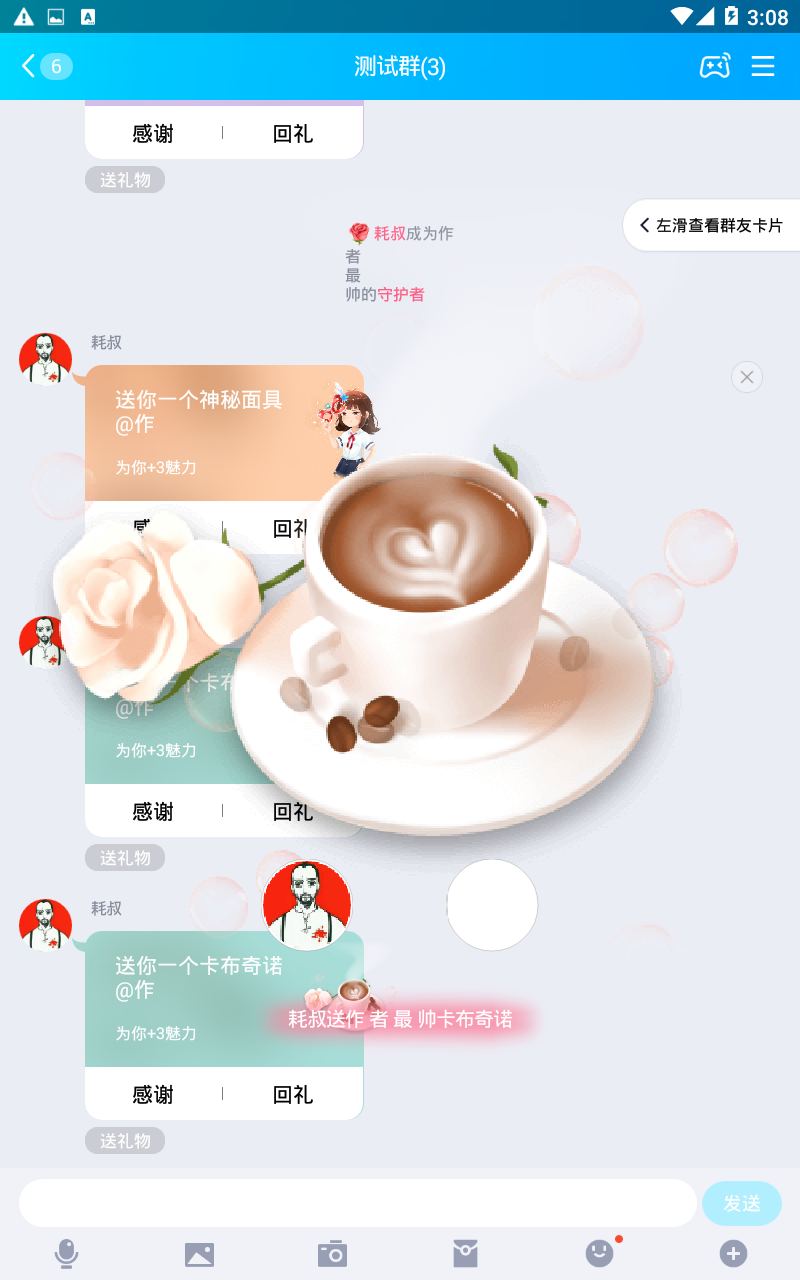 3:08
6
测试群(3)
感谢
回礼
送礼物
左滑查看群友卡片
耗叔成为作
者
最
帅的守护者
耗叔
送你一个神秘面具
@作
为你+3魅力
感
回礼
个卡布
@作
为你+3魅力
感谢
回礼
送礼物
耗叔
送你一个卡布奇诺
@作
为你+3魅力
耗叔送作 者 最 帅卡布奇诺
感谢
回礼
送礼物
发送